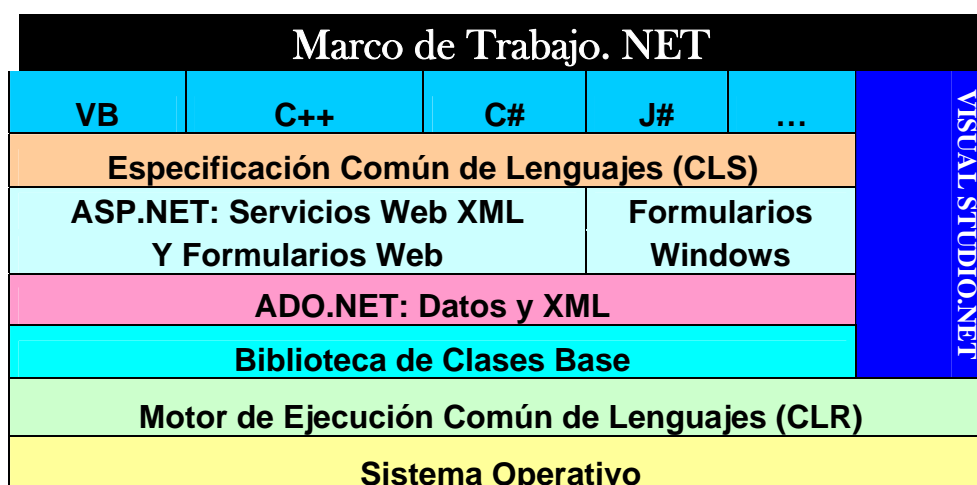 Marco de Trabajo. NET
VB C++ C# J# …
Especificación Común de Lenguajes (CLS)
ASP.NET: Servicios Web XML
Y Formularios Web
Formularios
Windows
ADO.NET: Datos y XML
Biblioteca de Clases Base
VISUAL STUDIO.NET
Motor de Ejecución Común de Lenguajes (CLR)
Sistema Operativo